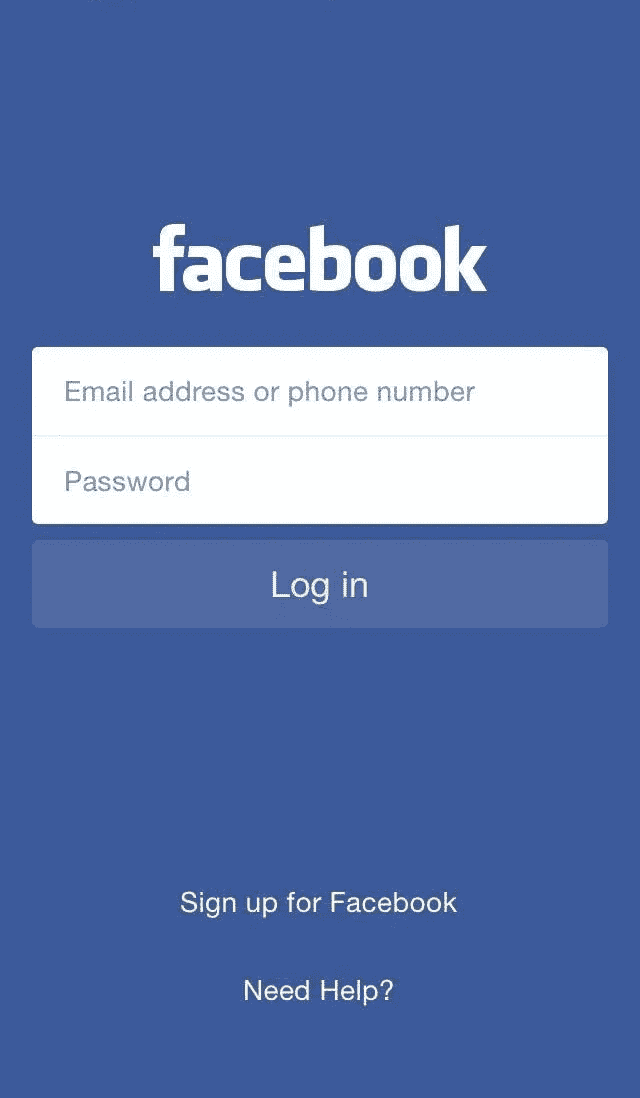 facebook
Email address or phone number
Password
Log in
Sign up for Facebook
Need Help?